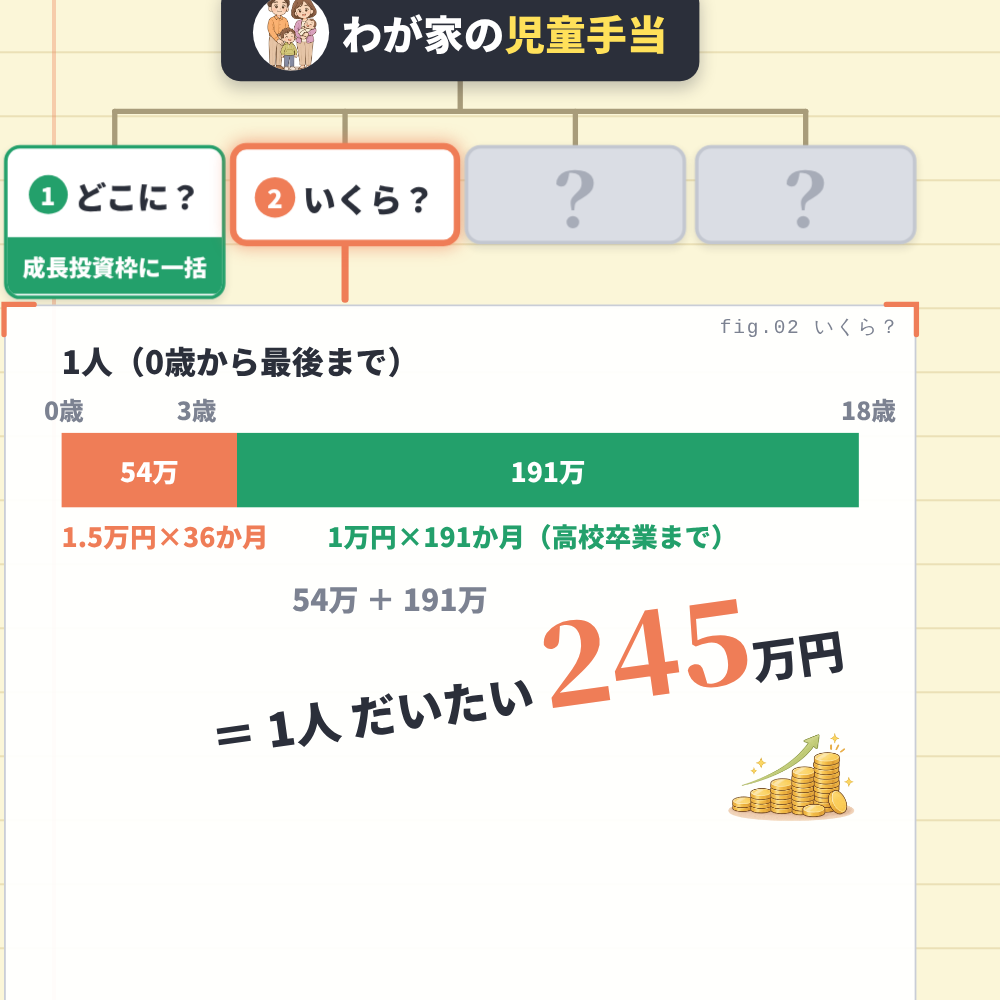 わが家の児童手当
1 どこに？
2 いくら？
?
?
成長投資枠に一括
fig.02 いくら？
1人（0歳から最後まで）
0歳 3歳 18歳
54万 191万
1.5万円×36か月 1万円×191か月（高校卒業まで）
54万 ＋ 191万
＝ 1人 だいたい 245万円